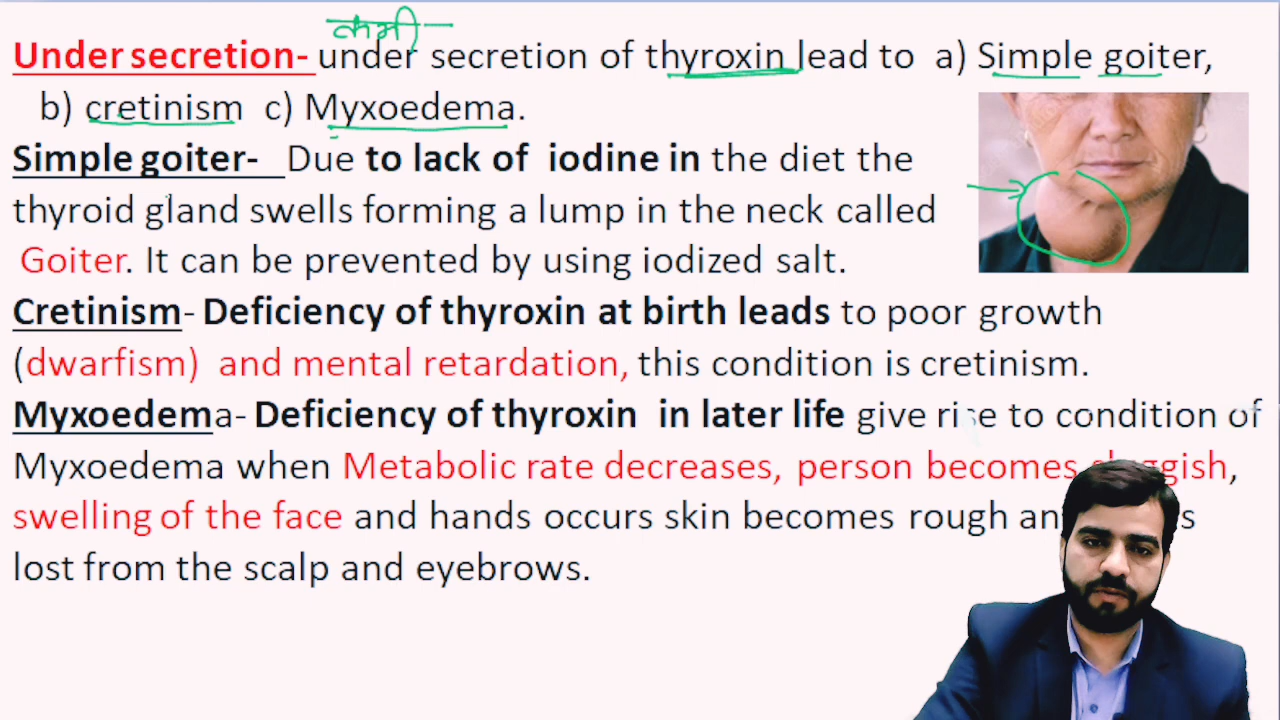 कमी
Under secretion- under secretion of thyroxin lead to a) Simple goiter,
b) cretinism c) Myxoedema.
Simple goiter- Due to lack of iodine in the diet the
thyroid gland swells forming a lump in the neck called
Goiter. It can be prevented by using iodized salt.
Cretinism- Deficiency of thyroxin at birth leads to poor growth
(dwarfism) and mental retardation, this condition is cretinism.
Myxoedema- Deficiency of thyroxin in later life give rise to condition of
Myxoedema when Metabolic rate decreases, person becomes sluggish,
swelling of the face and hands occurs skin becomes rough
lost from the scalp and eyebrows.